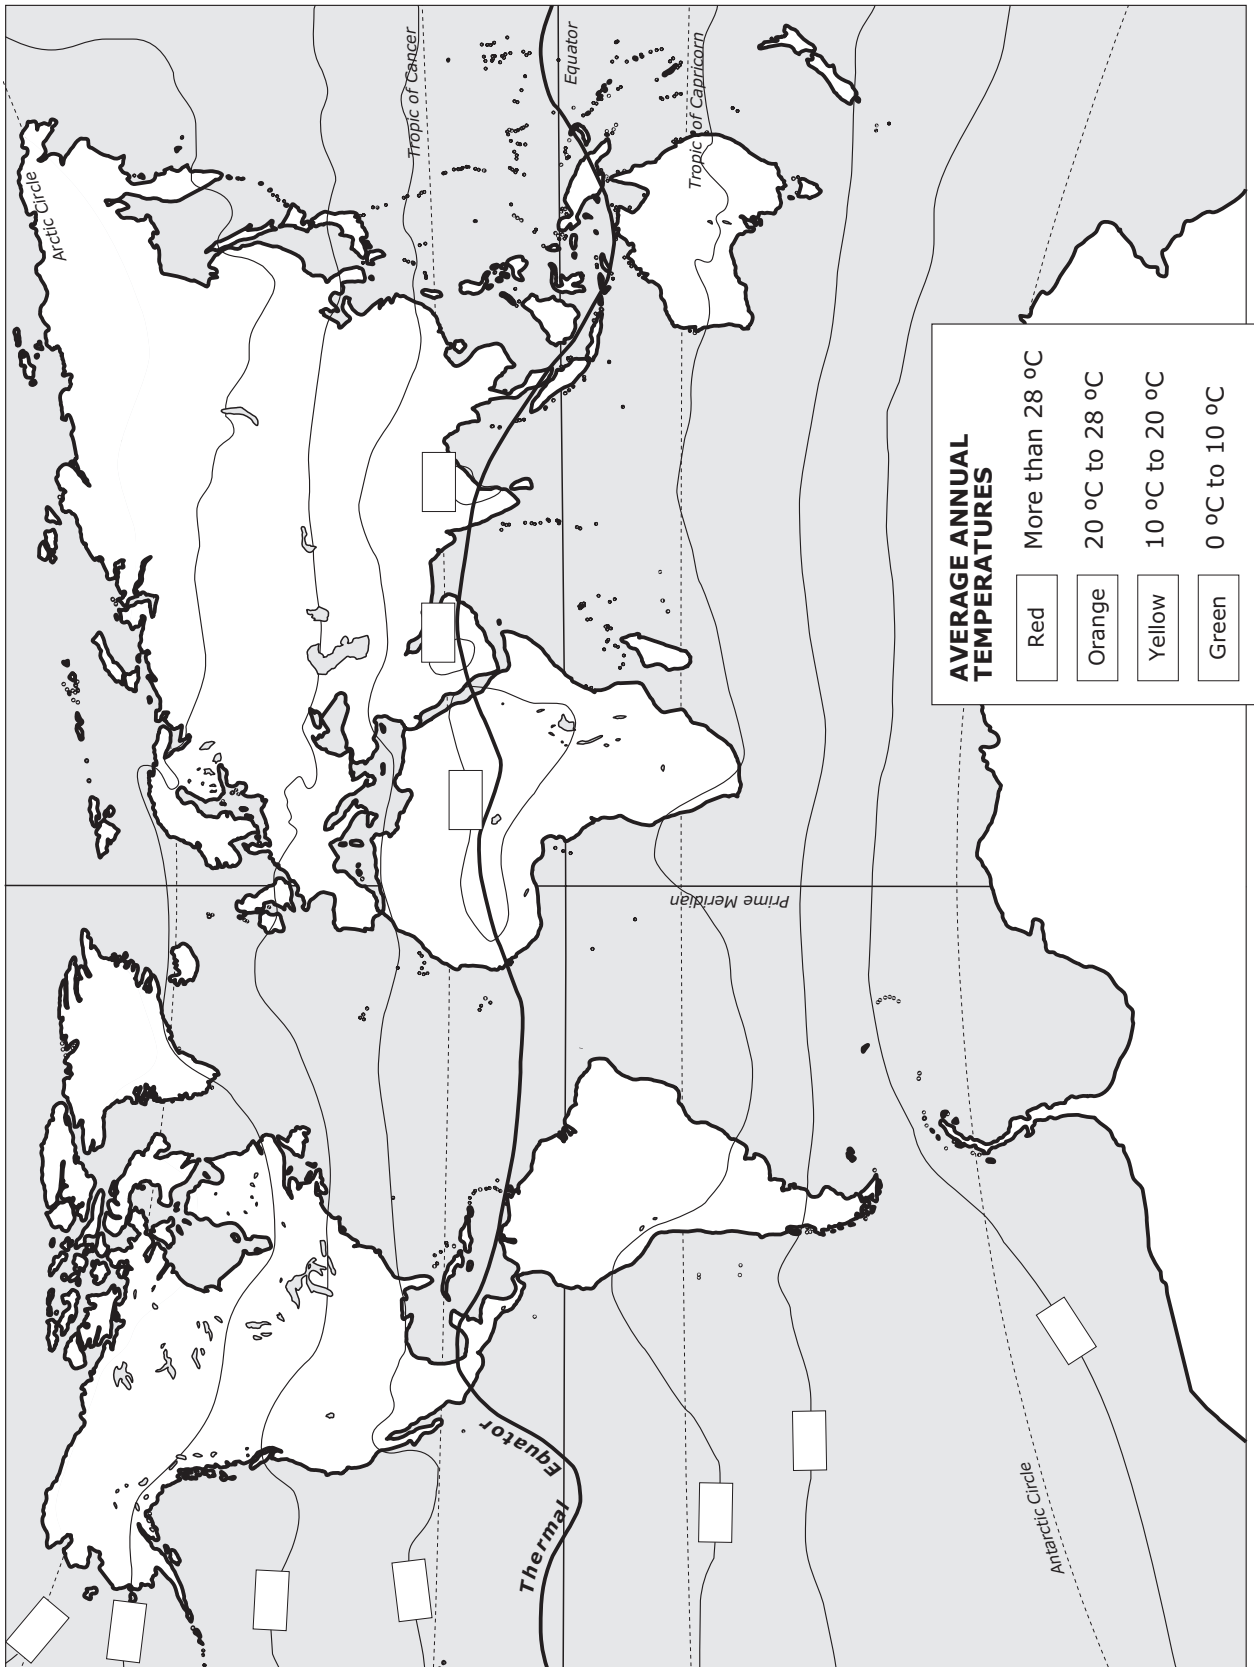 Arctic Circle
Tropic of Cancer
Equator
Tropic of Capricorn
Prime Meridian
Thermal Equator
Antarctic Circle
AVERAGE ANNUAL
TEMPERATURES
Red More than 28 ºC
Orange 20 ºC to 28 ºC
Yellow 10 ºC to 20 ºC
Green 0 ºC to 10 ºC